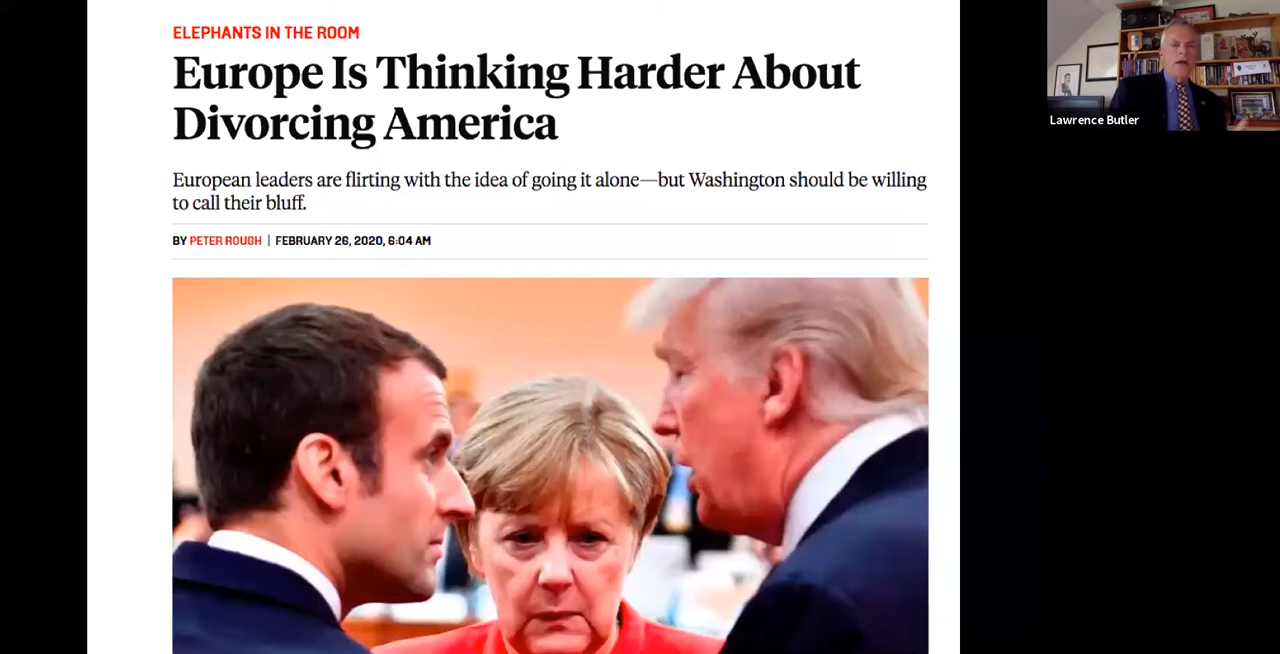 ELEPHANTS IN THE ROOM
Europe Is Thinking Harder About
Divorcing America
European leaders are flirting with the idea of going it alone—but Washington should be willing
to call their bluff.
BY PETER ROUGH | FEBRUARY 26, 2020, 6:04 AM
Lawrence Butler